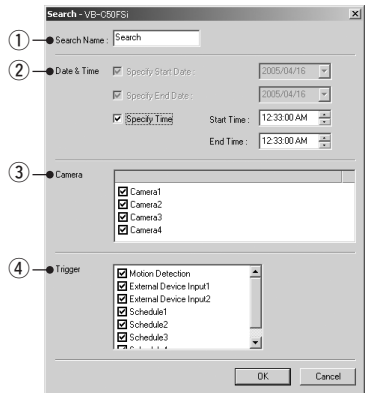 Search - VB-C50FSi
1 Search Name : Search
2 Date & Time Specify Start Date : 2005/04/16
Specify End Date : 2005/04/16
Specify Time Start Time : 12:33:00 AM
End Time : 12:33:00 AM
3 Camera
Camera1
Camera2
Camera3
Camera4
4 Trigger
Motion Detection
External Device Input1
External Device Input2
Schedule1
Schedule2
Schedule3
OK Cancel